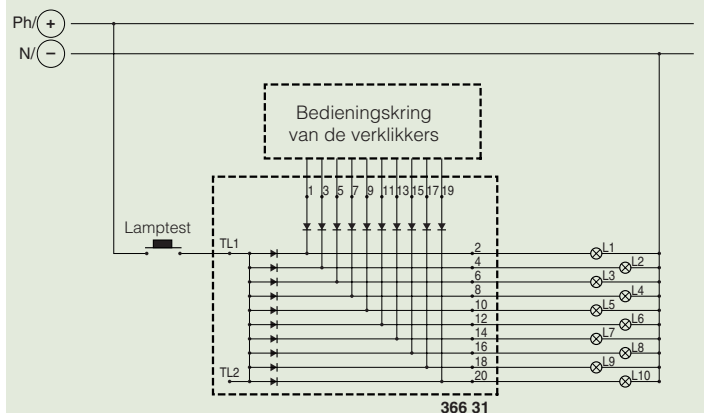 Ph/+
N/−
Bedieningskring
van de verklikkers
1 3 5 7 9 11 13 15 17 19
Lamptest
TL1
2 L1
4 L2
6 L3
8 L4
10 L5
12 L6
14 L7
16 L8
18 L9
TL2
20 L10
366 31